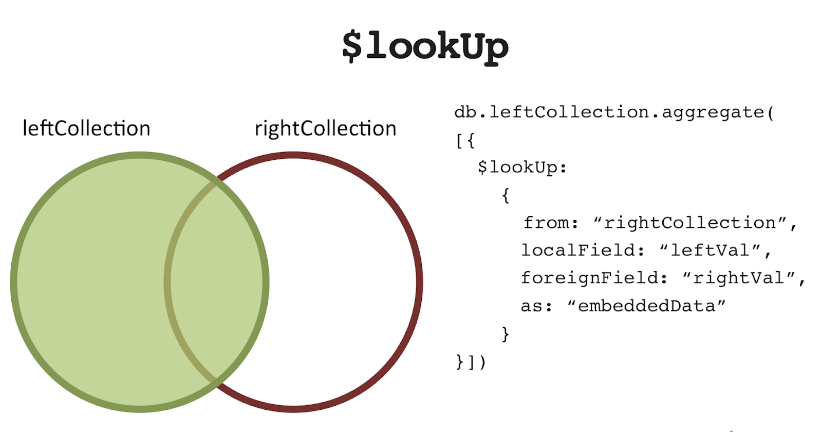 $lookUp
leftCollection
rightCollection
db.leftCollection.aggregate(
[{
$lookUp:
{
from: “rightCollection”,
localField: “leftVal”,
foreignField: “rightVal”,
as: “embeddedData”
}
}])